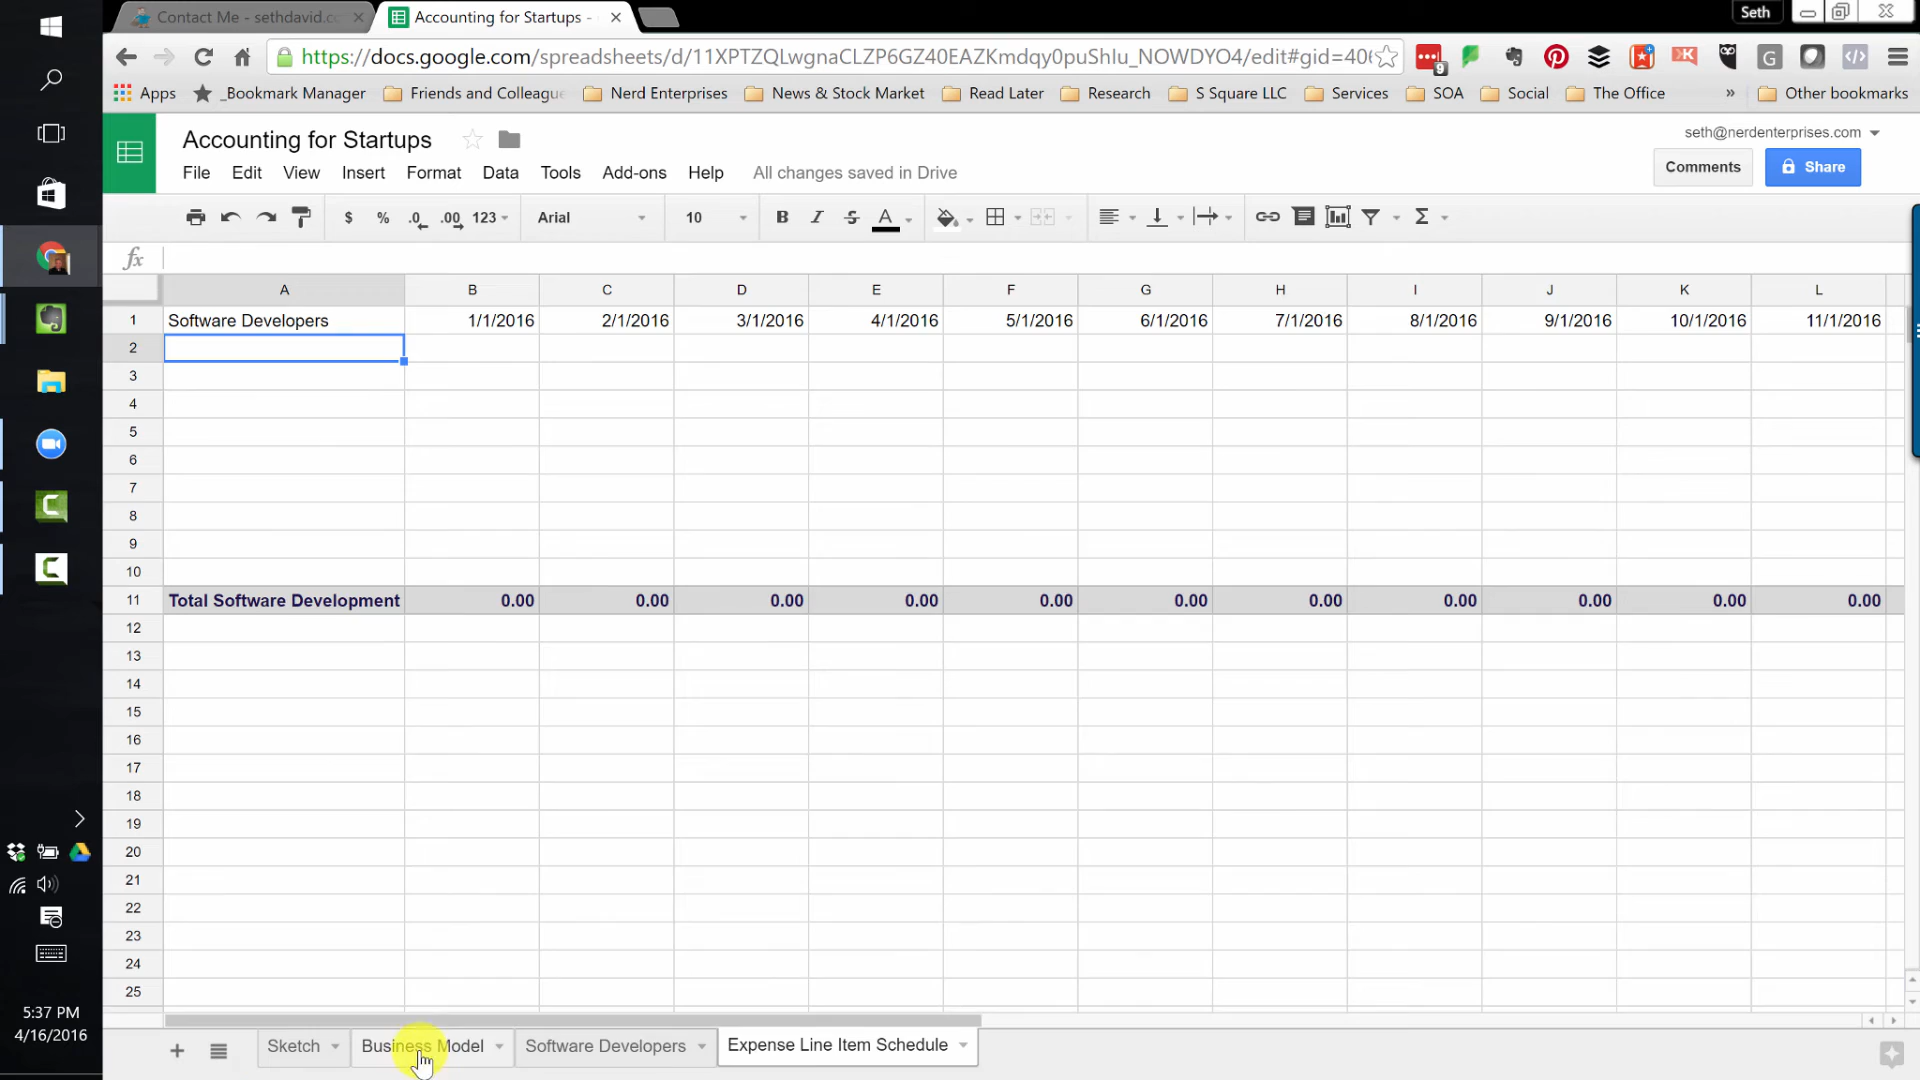 Contact Me - sethdavid.co
Accounting for Startups -
Seth
https://docs.google.com/spreadsheets/d/11XPTZQLwgnaCLZP6GZ40EAZKmdqy0puShlu_NOWDYO4/edit#gid=40
9
Apps
_Bookmark Manager
Friends and Colleagu
Nerd Enterprises
News & Stock Market
Read Later
Research
S Square LLC
Services
SOA
Social
The Office
»
Other bookmarks
Accounting for Startups
seth@nerdenterprises.com
File Edit View Insert Format Data Tools Add-ons Help All changes saved in Drive
Comments
Share
$ % .0 .00 123 Arial 10 B I S A Σ
fx
A B C D E F G H I J K L
1 Software Developers 1/1/2016 2/1/2016 3/1/2016 4/1/2016 5/1/2016 6/1/2016 7/1/2016 8/1/2016 9/1/2016 10/1/2016 11/1/2016
2
3
4
5
6
7
8
9
10
11 Total Software Development 0.00 0.00 0.00 0.00 0.00 0.00 0.00 0.00 0.00 0.00 0.00
12
13
14
15
16
17
18
19
20
21
22
23
24
25
5:37 PM
4/16/2016
+ Sketch Business Model Software Developers Expense Line Item Schedule